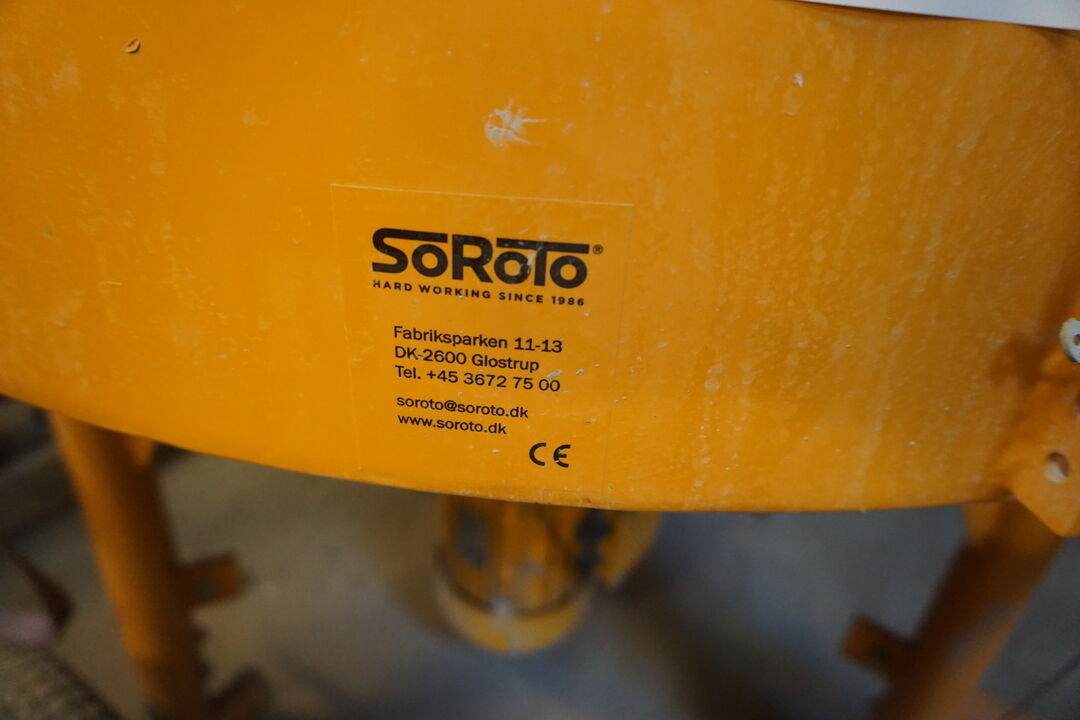 SoRoTo®
HARD WORKING SINCE 1986
Fabriksparken 11-13
DK-2600 Glostrup
Tel. +45 3672 75 00
soroto@soroto.dk
www.soroto.dk
CE